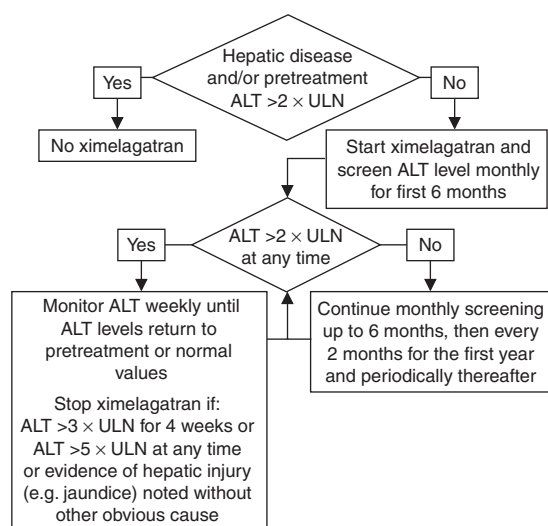 Hepatic disease
and/or pretreatment
ALT >2 × ULN
Yes
No
No ximelagatran
Start ximelagatran and
screen ALT level monthly
for first 6 months
ALT >2 × ULN
at any time
Yes
No
Monitor ALT weekly until
ALT levels return to
pretreatment or normal
values
Stop ximelagatran if:
ALT >3 × ULN for 4 weeks or
ALT >5 × ULN at any time
or evidence of hepatic injury
(e.g. jaundice) noted without
other obvious cause
Continue monthly screening
up to 6 months, then every
2 months for the first year
and periodically thereafter